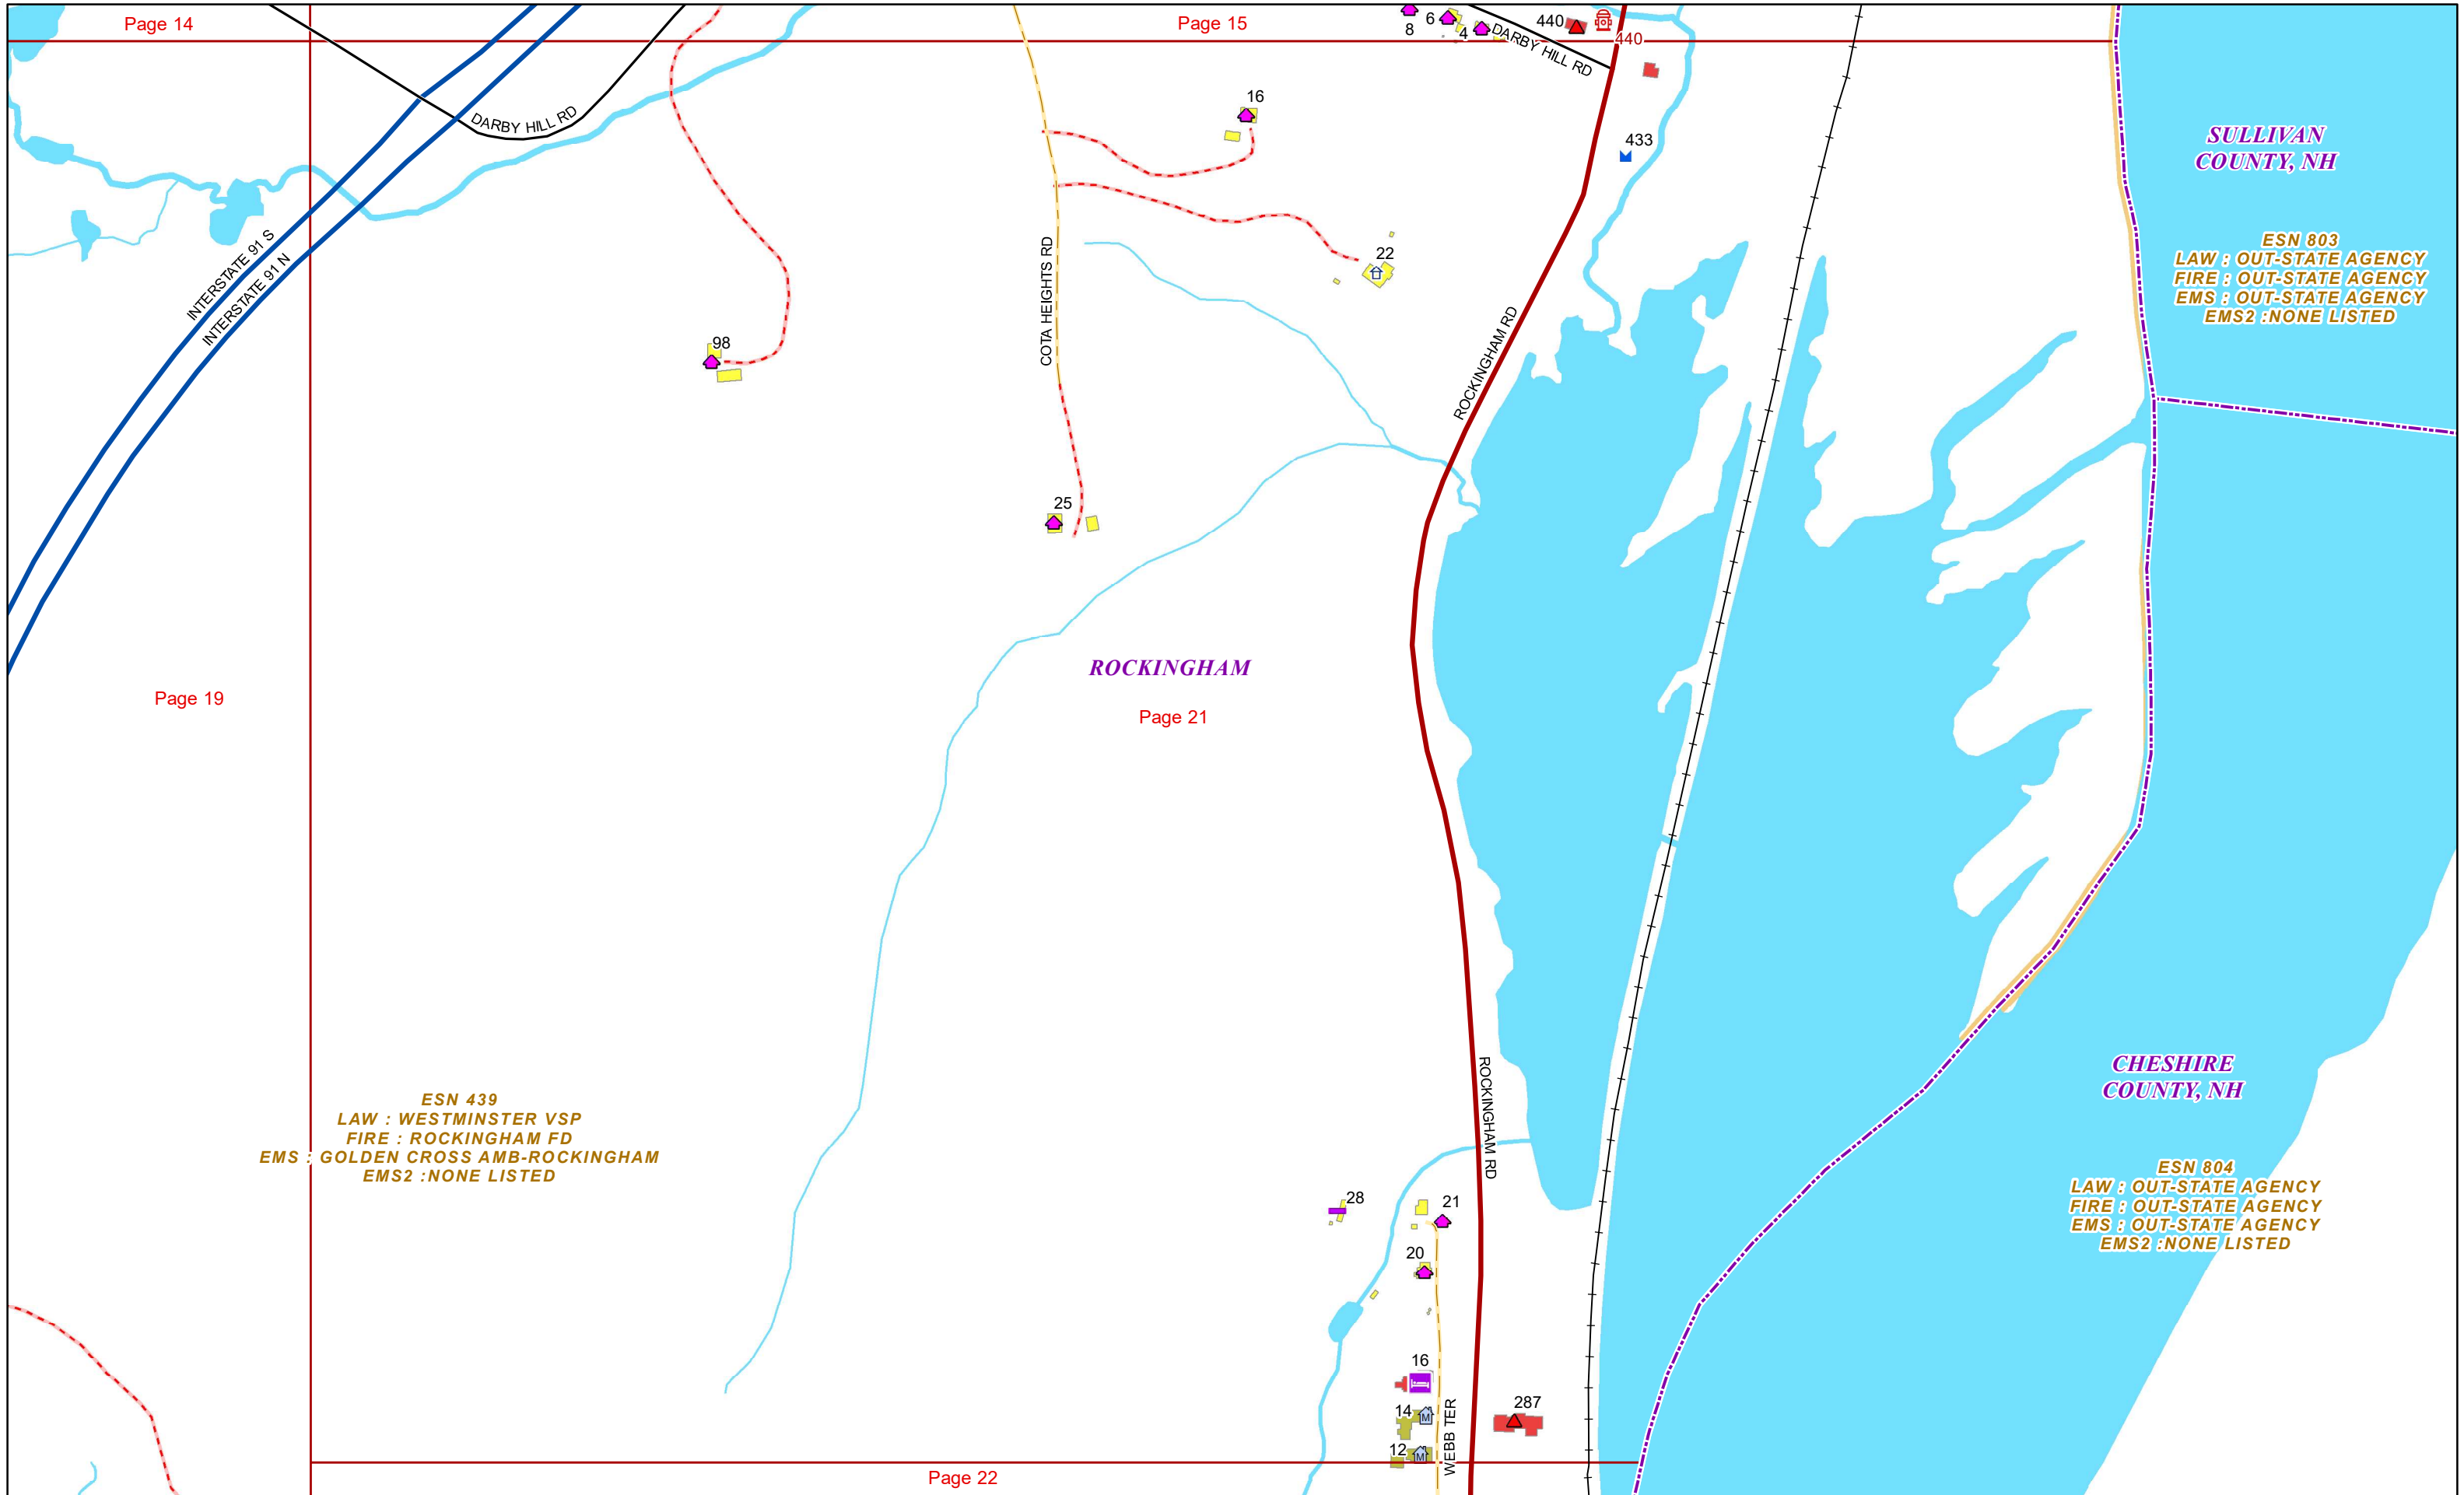 Page 14
Page 15
8
6
4
DARBY HILL RD
440
440
DARBY HILL RD
16
433
SULLIVAN
COUNTY, NH
ESN 803
LAW : OUT-STATE AGENCY
FIRE : OUT-STATE AGENCY
EMS : OUT-STATE AGENCY
EMS2 :NONE LISTED
INTERSTATE 91 S
INTERSTATE 91 N
COTA HEIGHTS RD
22
ROCKINGHAM RD
98
25
ROCKINGHAM
Page 19
Page 21
ESN 439
LAW : WESTMINSTER VSP
FIRE : ROCKINGHAM FD
EMS : GOLDEN CROSS AMB-ROCKINGHAM
EMS2 :NONE LISTED
ROCKINGHAM RD
CHESHIRE
COUNTY, NH
ESN 804
LAW : OUT-STATE AGENCY
FIRE : OUT-STATE AGENCY
EMS : OUT-STATE AGENCY
EMS2 :NONE LISTED
28
21
20
16
14
M
12
M
WEBB TER
287
Page 22